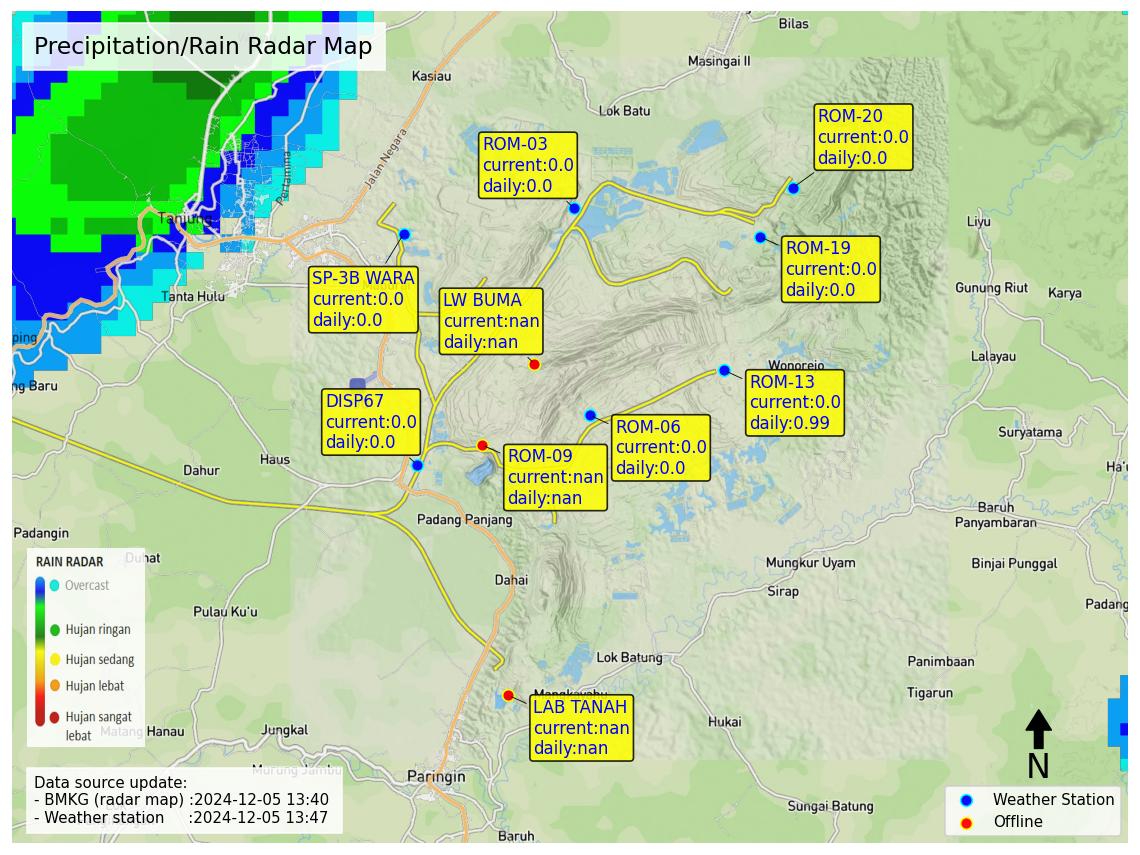 Precipitation/Rain Radar Map
Bilas
Masingai II
Kasiau
Lok Batu
Jalan Negara
Pertamina
Tanjung
Tanta Hulu
ROM-03
current:0.0
daily:0.0
ROM-20
current:0.0
daily:0.0
ROM-19
current:0.0
daily:0.0
SP-3B WARA
current:0.0
daily:0.0
LW BUMA
current:nan
daily:nan
Liyu
Gunung Riut
Karya
Lalayau
Wonorejo
ROM-13
current:0.0
daily:0.99
DISP67
current:0.0
daily:0.0
ROM-06
current:0.0
daily:0.0
ROM-09
current:nan
daily:nan
ping
ng Baru
Suryatama
Ha'u
Haus
Dahur
Padang Panjang
Baruh
Panyambaran
Padangin
Duhat
Binjai Punggal
Mungkur Uyam
Dahai
Sirap
Padang
Pulau Ku'u
Lok Batung
Panimbaan
Tigarun
Mangkayahu
LAB TANAH
current:nan
daily:nan
Hukai
Matang Hanau
Jungkal
Murung Jambu
Paringin
Sungai Batung
Baruh
RAIN RADAR
Overcast
Hujan ringan
Hujan sedang
Hujan lebat
Hujan sangat
lebat
Data source update:
- BMKG (radar map) :2024-12-05 13:40
- Weather station :2024-12-05 13:47
N
Weather Station
Offline